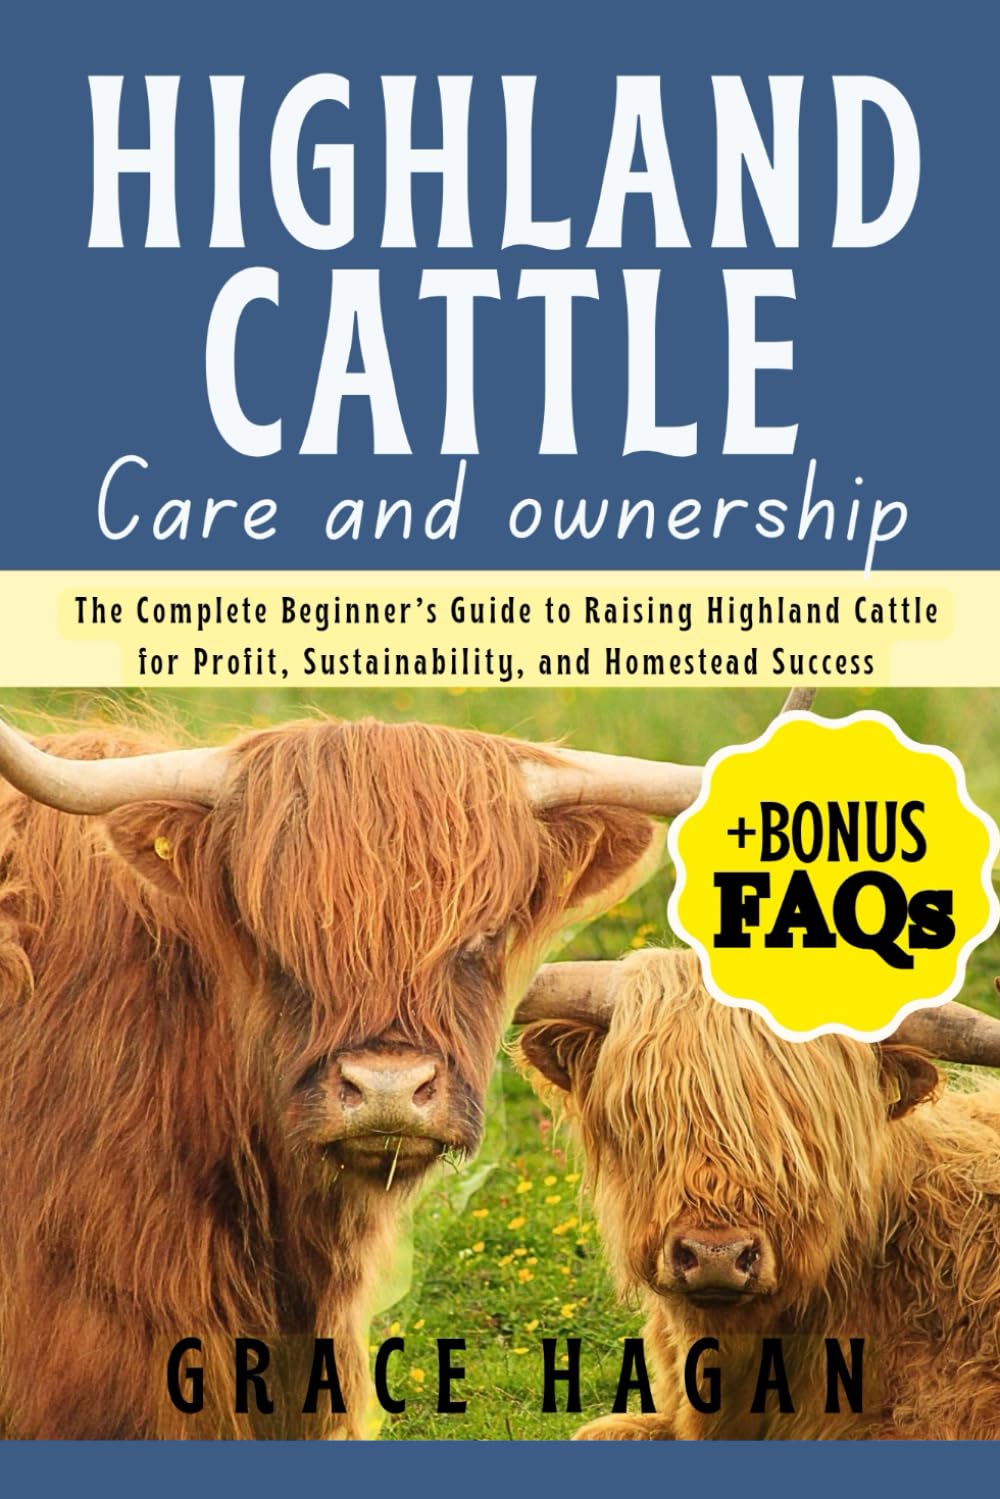 HIGHLAND
CATTLE
Care and ownership
The Complete Beginner's Guide to Raising Highland Cattle
for Profit, Sustainability, and Homestead Success
+BONUS
FAQs
GRACE HAGAN